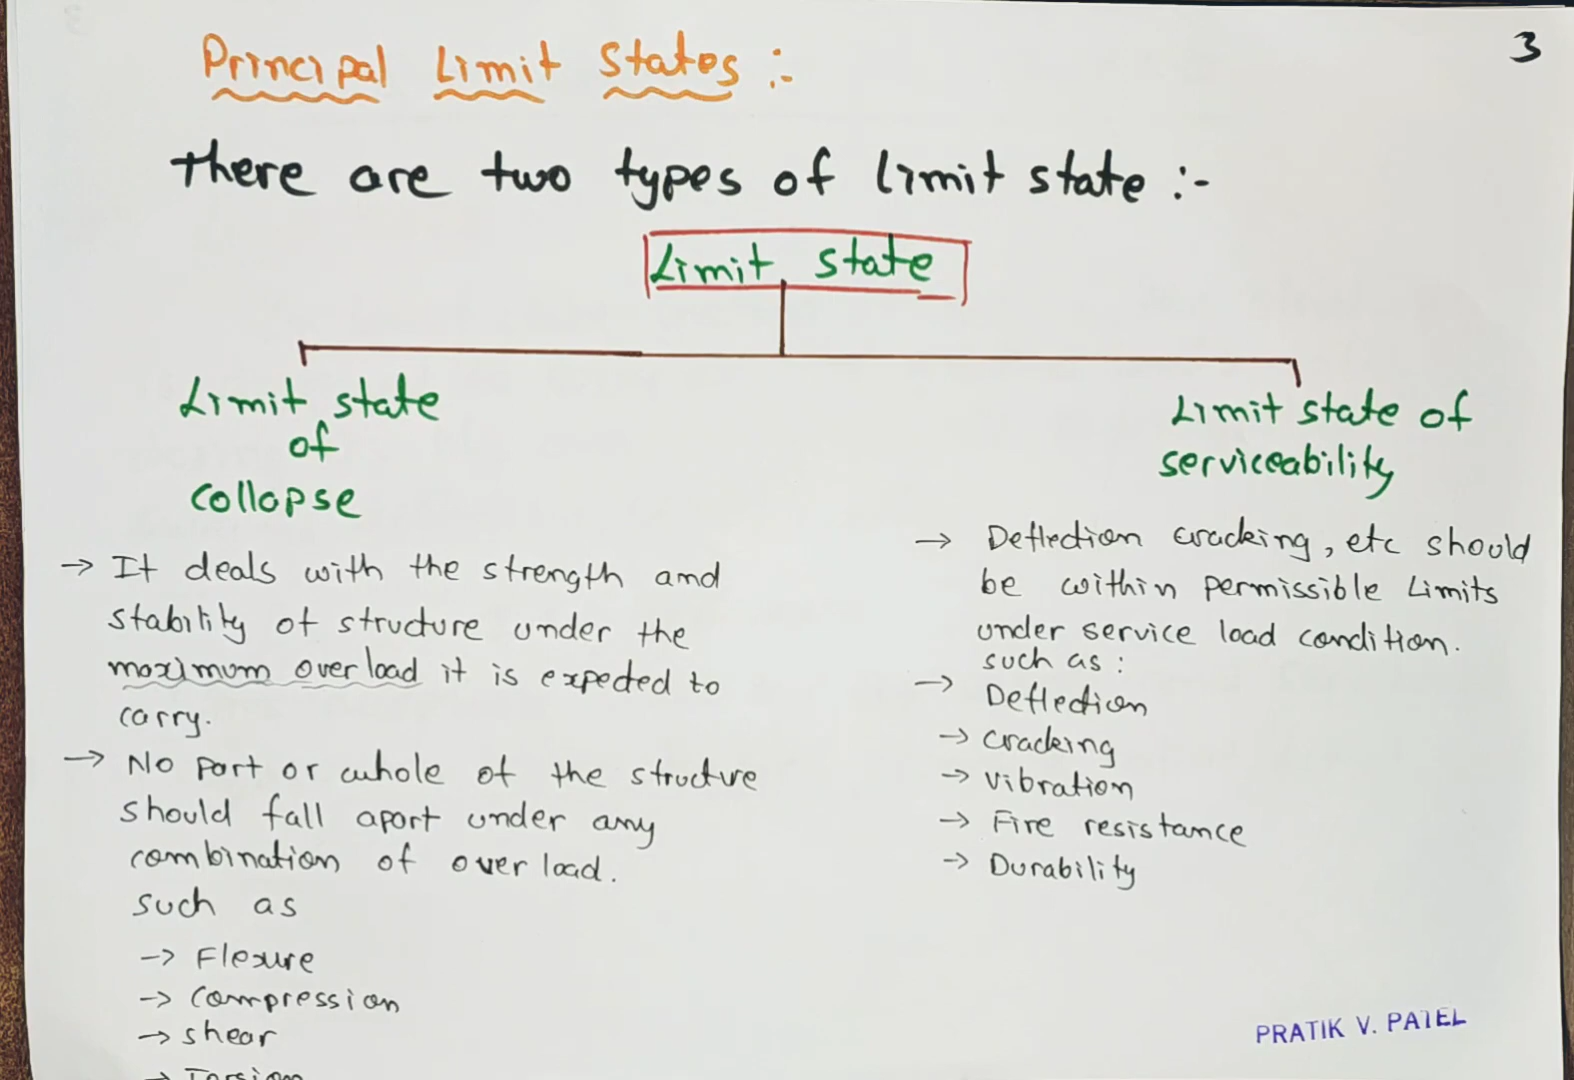 3
Principal Limit States :-
There are two types of limit state :-
Limit state
Limit state
of
collapse
→ It deals with the strength and
stability of structure under the
maximum over load it is expected to
carry.
→ No part or whole of the structure
should fall apart under any
combination of over load.
such as
→ Flexure
→ compression
→ shear
→ Torsion
Limit state of
serviceability
→ Deflection cracking, etc should
be within permissible Limits
under service load condition.
such as :
→ Deflection
→ cracking
→ vibration
→ Fire resistance
→ Durability
PRATIK V. PATEL